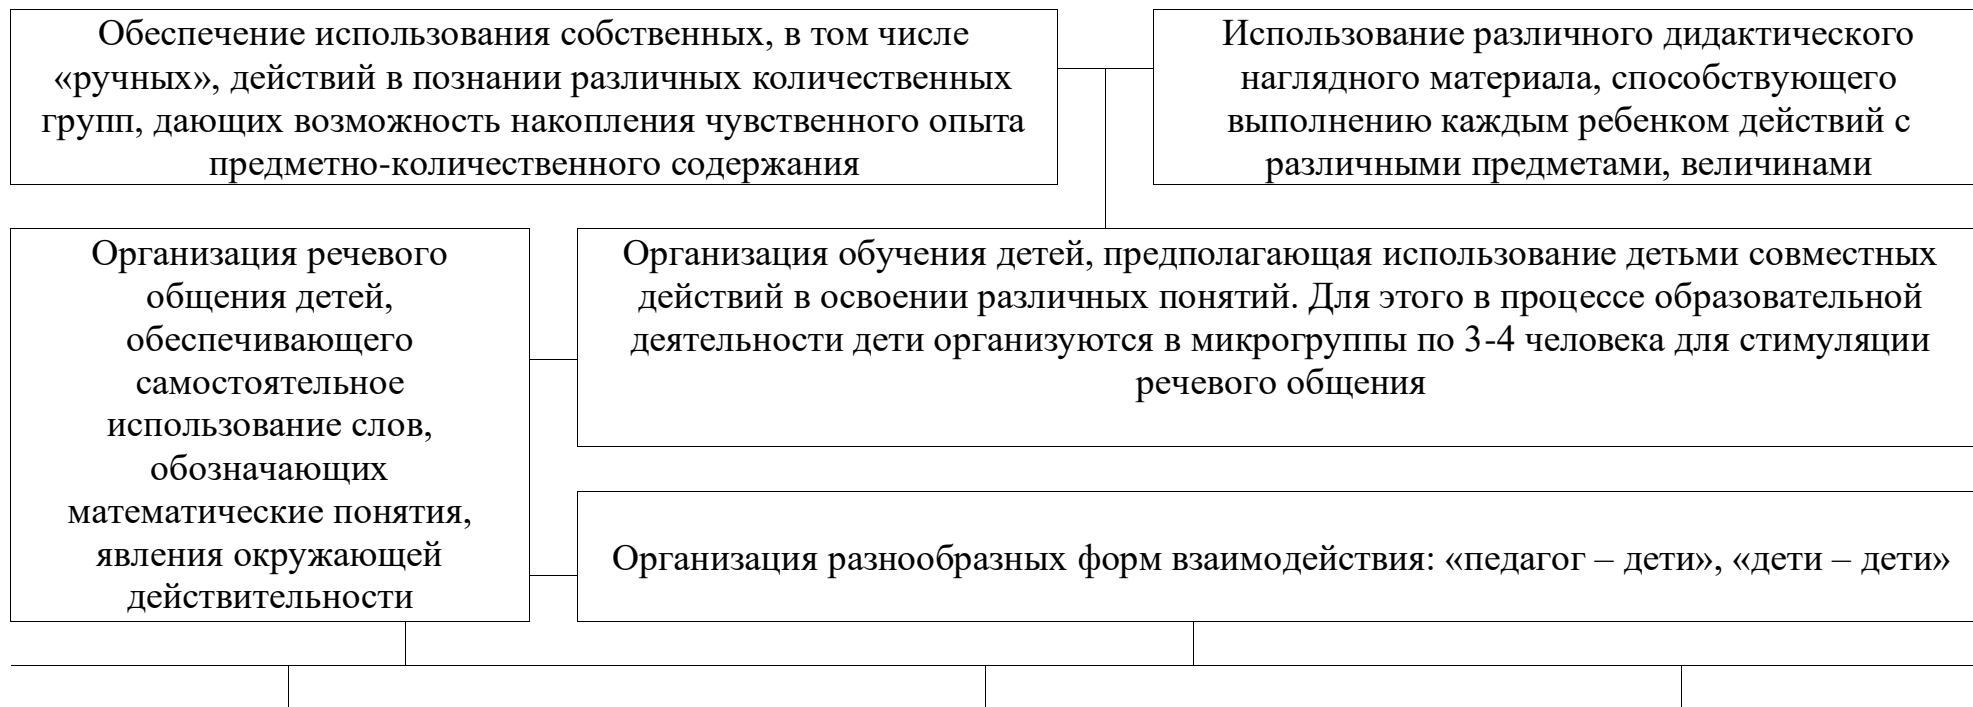 Обеспечение использования собственных, в том числе
«ручных», действий в познании различных количественных
групп, дающих возможность накопления чувственного опыта
предметно-количественного содержания
Использование различного дидактического
наглядного материала, способствующего
выполнению каждым ребенком действий с
различными предметами, величинами
Организация речевого
общения детей,
обеспечивающего
самостоятельное
использование слов,
обозначающих
математические понятия,
явления окружающей
действительности
Организация обучения детей, предполагающая использование детьми совместных
действий в освоении различных понятий. Для этого в процессе образовательной
деятельности дети организуются в микрогруппы по 3-4 человека для стимуляции
речевого общения
Организация разнообразных форм взаимодействия: «педагог – дети», «дети – дети»